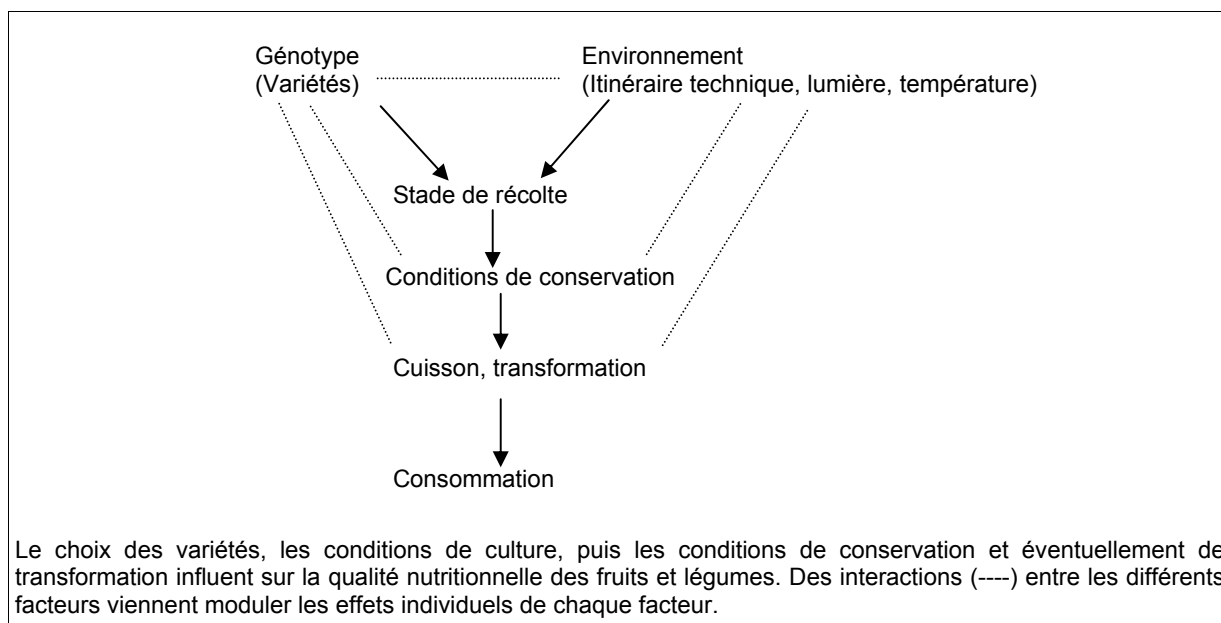 Génotype
(Variétés)
Environnement
(Itinéraire technique, lumière, température)
Stade de récolte
Conditions de conservation
Cuisson, transformation
Consommation
Le choix des variétés, les conditions de culture, puis les conditions de conservation et éventuellement de
transformation influent sur la qualité nutritionnelle des fruits et légumes. Des interactions (----) entre les différents
facteurs viennent moduler les effets individuels de chaque facteur.